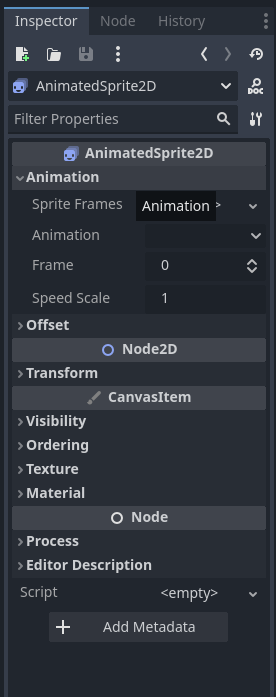 Inspector Node History
AnimatedSprite2D
DOC
Filter Properties
AnimatedSprite2D
Animation
Sprite Frames Animation >
Animation
Frame 0
Speed Scale 1
Offset
Node2D
Transform
CanvasItem
Visibility
Ordering
Texture
Material
Node
Process
Editor Description
Script <empty>
+ Add Metadata